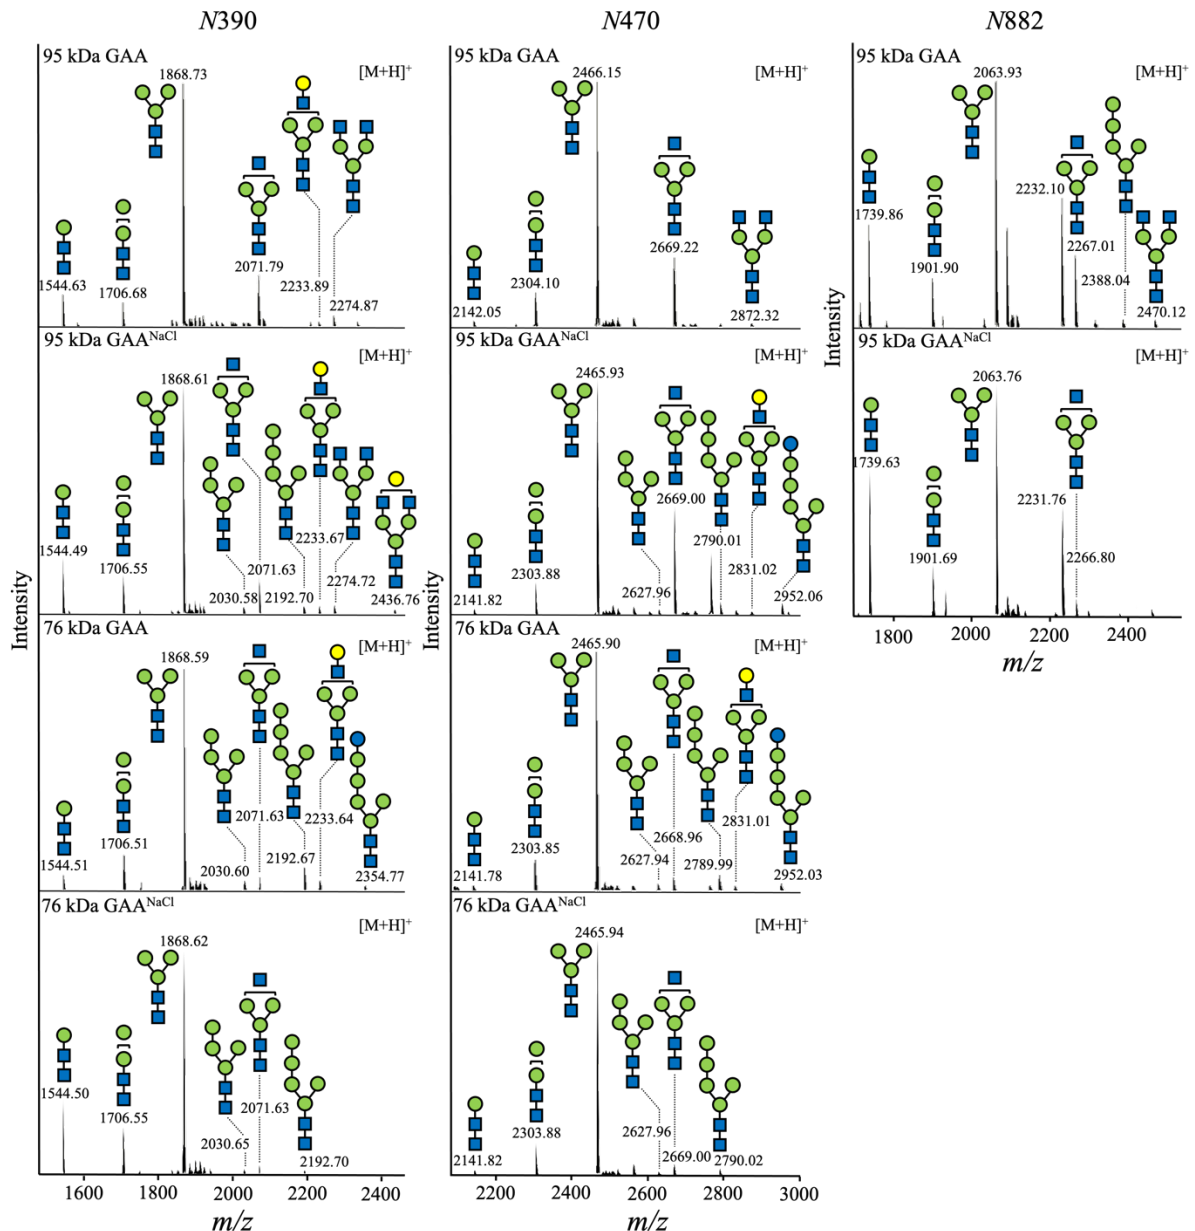 N390
N470
N882
95 kDa GAA
[M+H]+
1868.73
1544.63
1706.68
2071.79
2233.89
2274.87
95 kDa GAA
[M+H]+
2466.15
2142.05
2304.10
2669.22
2872.32
95 kDa GAA
[M+H]+
2063.93
1739.86
1901.90
2232.10
2267.01
2388.04
2470.12
95 kDa GAANaCl
[M+H]+
1868.61
1544.49
1706.55
2030.58
2071.63
2192.70
2233.67
2274.72
2436.76
95 kDa GAANaCl
[M+H]+
2465.93
2141.82
2303.88
2627.96
2669.00
2790.01
2831.02
2952.06
95 kDa GAANaCl
[M+H]+
2063.76
1739.63
1901.69
2231.76
2266.80
Intensity
Intensity
Intensity
76 kDa GAA
[M+H]+
1868.59
1544.51
1706.51
2030.60
2071.63
2192.67
2233.64
2354.77
76 kDa GAA
[M+H]+
2465.90
2141.78
2303.85
2627.94
2668.96
2789.99
2831.01
2952.03
1800 2000 2200 2400
m/z
76 kDa GAANaCl
[M+H]+
1868.62
1544.50
1706.55
2030.65
2071.63
2192.70
76 kDa GAANaCl
[M+H]+
2465.94
2141.82
2303.88
2627.96
2669.00
2790.02
1600 1800 2000 2200 2400
m/z
2200 2400 2600 2800 3000
m/z